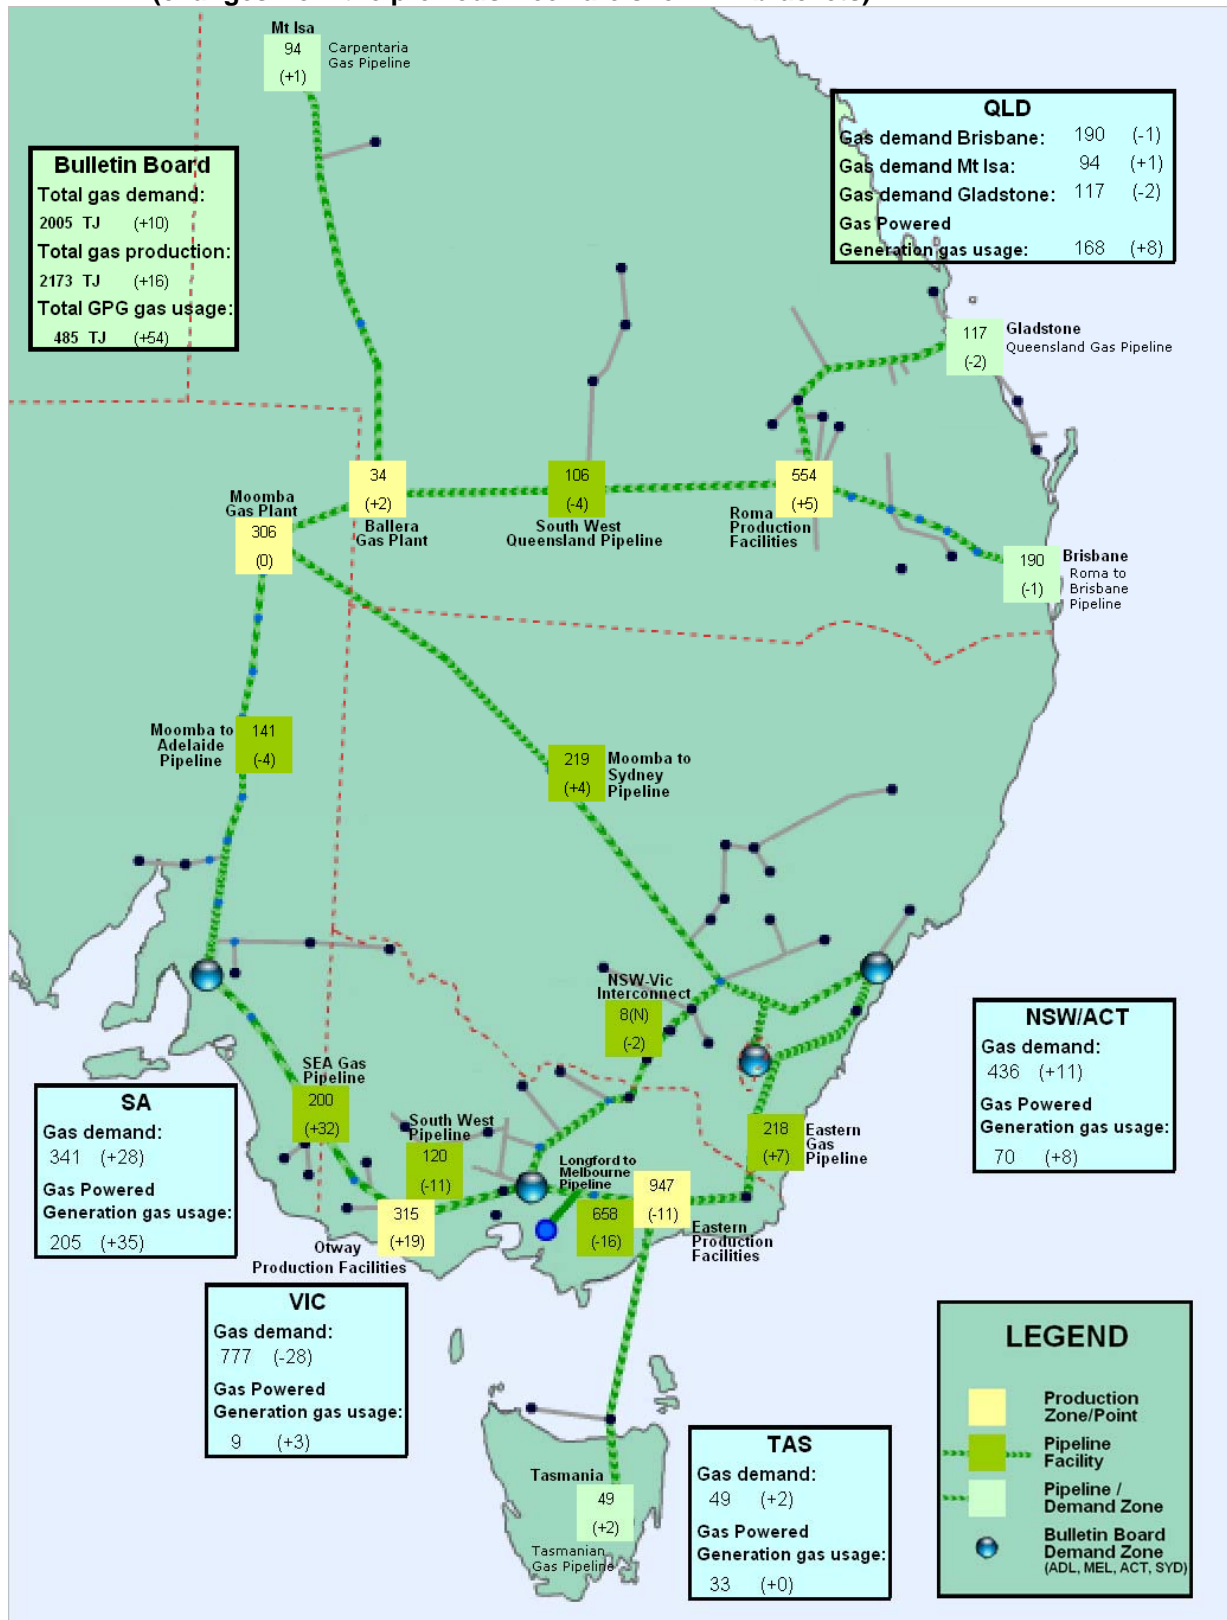 Mt Isa
94
(+1)
Carpentaria
Gas Pipeline
Bulletin Board
Total gas demand:
2005 TJ (+10)
Total gas production:
2173 TJ (+16)
Total GPG gas usage:
485 TJ (+54)
QLD
Gas demand Brisbane: 190 (-1)
Gas demand Mt Isa: 94 (+1)
Gas demand Gladstone: 117 (-2)
Gas Powered
Generation gas usage: 168 (+8)
117
(-2)
Gladstone
Queensland Gas Pipeline
34
(+2)
Ballera
Gas Plant
106
(-4)
South West
Queensland Pipeline
554
(+5)
Roma
Production
Facilities
Moomba
Gas Plant
306
(0)
190
(-1)
Brisbane
Roma to
Brisbane
Pipeline
Moomba to
Adelaide
Pipeline
141
(-4)
219
(+4)
Moomba to
Sydney
Pipeline
NSW-Vic
Interconnect
8(N)
(-2)
NSW/ACT
Gas demand:
436 (+11)
Gas Powered
Generation gas usage:
70 (+8)
SEA Gas
Pipeline
200
(+32)
SA
Gas demand:
341 (+28)
Gas Powered
Generation gas usage:
205 (+35)
South West
Pipeline
120
(-11)
Longford to
Melbourne
Pipeline
658
(-16)
947
(-11)
Eastern
Production
Facilities
218
(+7)
Eastern
Gas
Pipeline
315
(+19)
Otway
Production Facilities
VIC
Gas demand:
777 (-28)
Gas Powered
Generation gas usage:
9 (+3)
Tasmania
49
(+2)
Tasmanian
Gas Pipeline
TAS
Gas demand:
49 (+2)
Gas Powered
Generation gas usage:
33 (+0)
LEGEND
Production
Zone/Point
Pipeline
Facility
Pipeline /
Demand Zone
Bulletin Board
Demand Zone
(ADL, MEL, ACT, SYD)